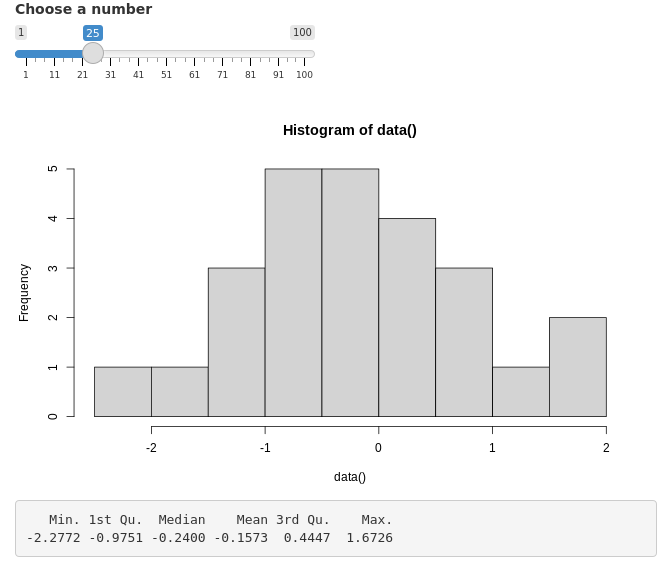 Choose a number
1 25 100
1 11 21 31 41 51 61 71 81 91 100
Histogram of data()
Frequency
5
4
3
2
1
0
-2 -1 0 1 2
data()
Min. 1st Qu. Median Mean 3rd Qu. Max.
-2.2772 -0.9751 -0.2400 -0.1573 0.4447 1.6726